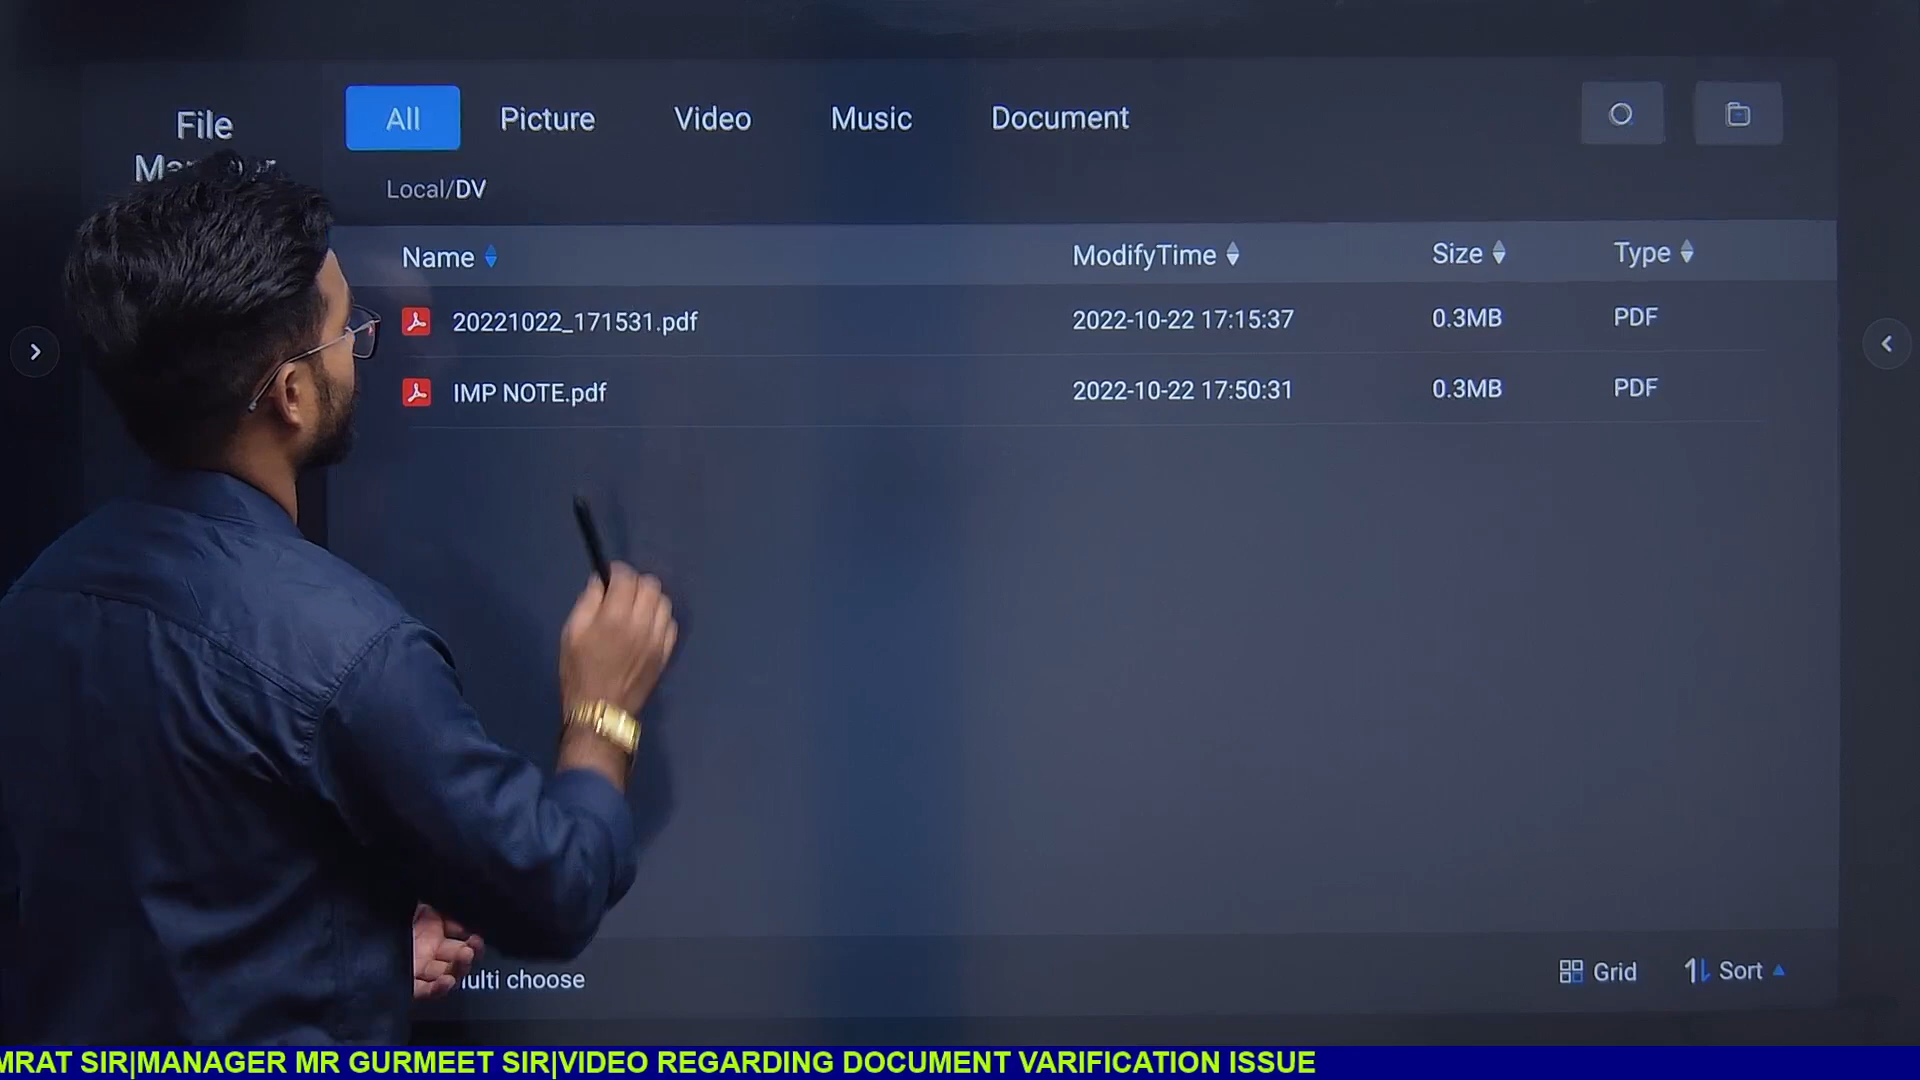 File
All Picture Video Music Document
Local/DV
Name ModifyTime Size Type
20221022_171531.pdf 2022-10-22 17:15:37 0.3MB PDF
IMP NOTE.pdf 2022-10-22 17:50:31 0.3MB PDF
choose Grid Sort
SIR|MANAGER MR GURMEET SIR|VIDEO REGARDING DOCUMENT VARIFICATION ISSUE